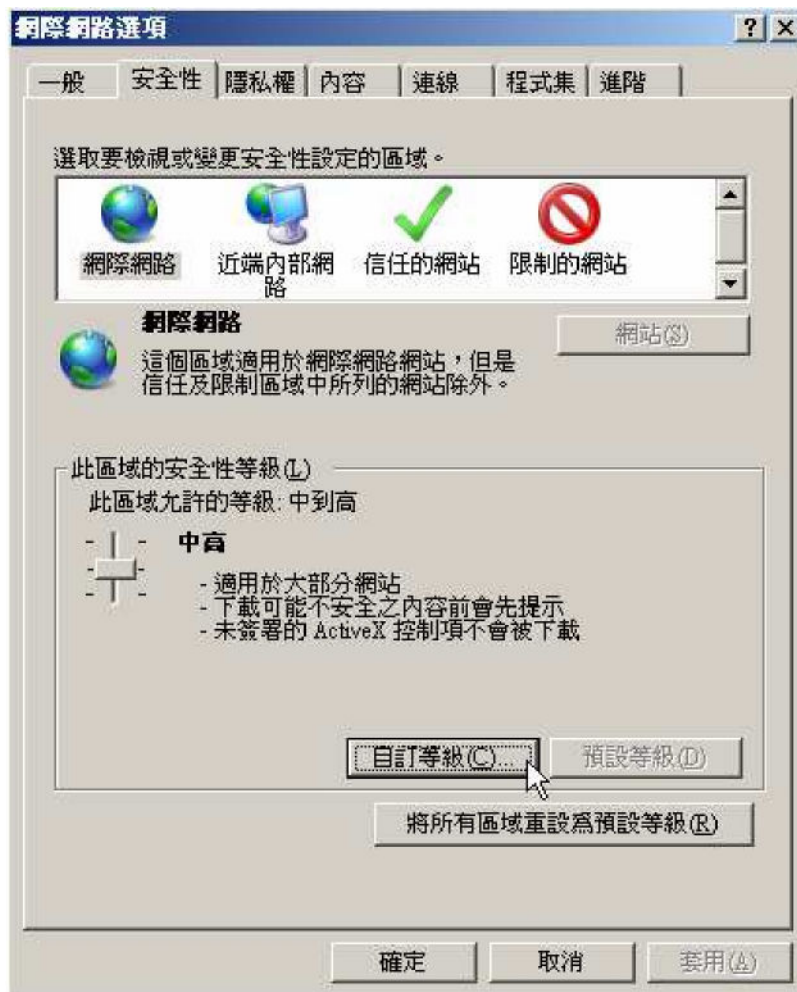 網際網路選項
一般 安全性 隱私權 內容 連線 程式集 進階
選取要檢視或變更安全性設定的區域。
網際網路 近端內部網路 信任的網站 限制的網站
網際網路
網站(S)
這個區域適用於網際網路網站，但是
信任及限制區域中所列的網站除外。
此區域的安全性等級(L)
此區域允許的等級: 中到高
中高
- 適用於大部分網站
- 下載可能不安全之內容前會先提示
- 未簽署的 ActiveX 控制項不會被下載
自訂等級(C)... 預設等級(D)
將所有區域重設為預設等級(R)
確定 取消 套用(A)